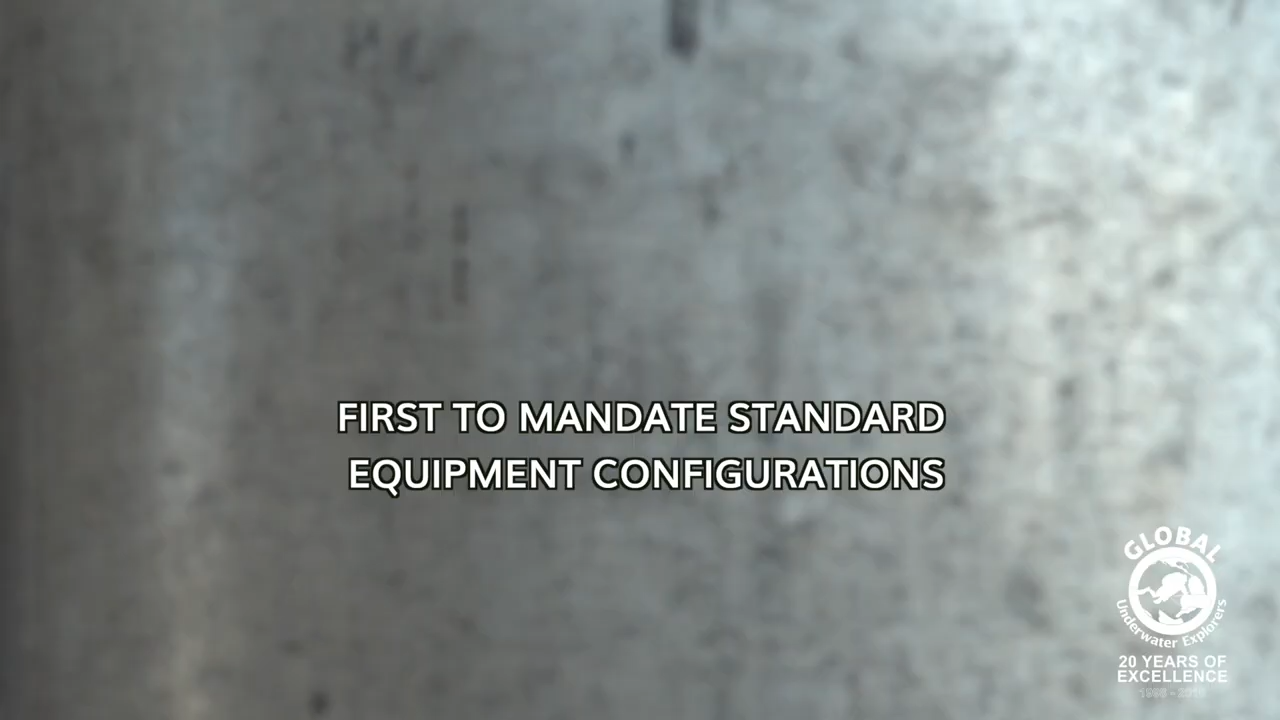 FIRST TO MANDATE STANDARD
EQUIPMENT CONFIGURATIONS
GLOBAL
Underwater Explorers
20 YEARS OF
EXCELLENCE